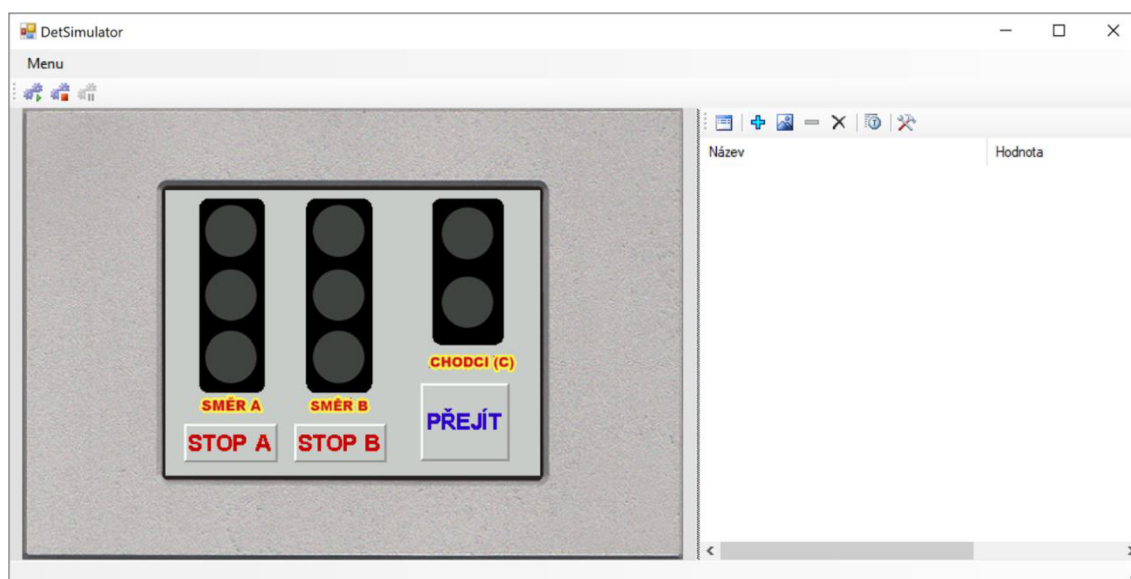 DetSimulator
Menu
Název Hodnota
CHODCI (C)
SMĚR A SMĚR B
PŘEJÍT
STOP A STOP B